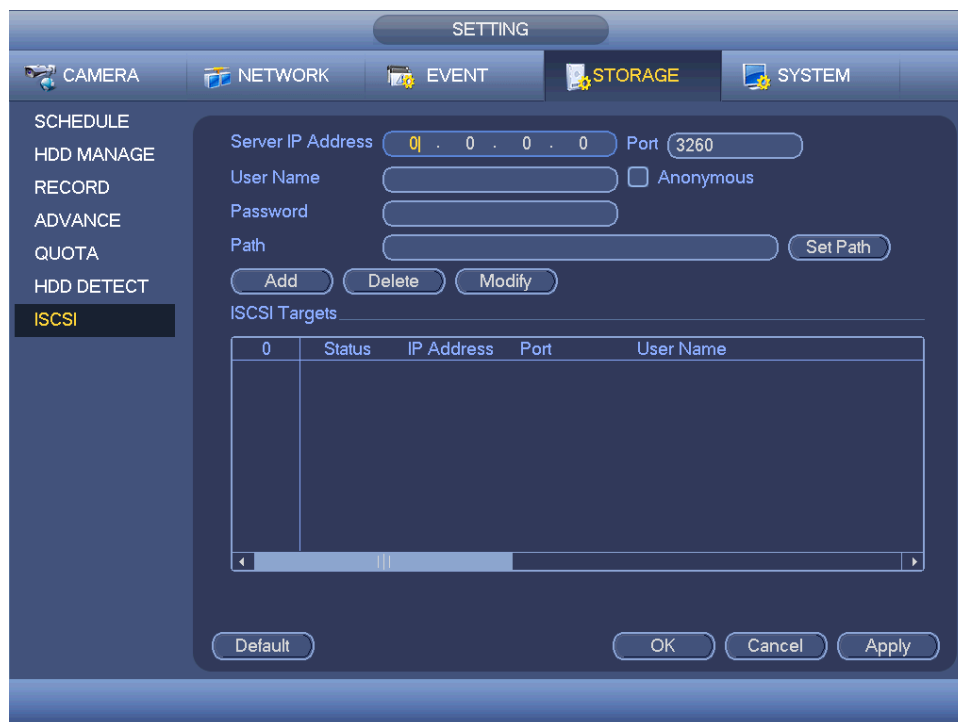 SETTING
CAMERA NETWORK EVENT STORAGE SYSTEM
SCHEDULE
HDD MANAGE
RECORD
ADVANCE
QUOTA
HDD DETECT
ISCSI
Server IP Address 0 . 0 . 0 . 0 Port 3260
User Name Anonymous
Password
Path Set Path
Add Delete Modify
ISCSI Targets
0 Status IP Address Port User Name
Default OK Cancel Apply